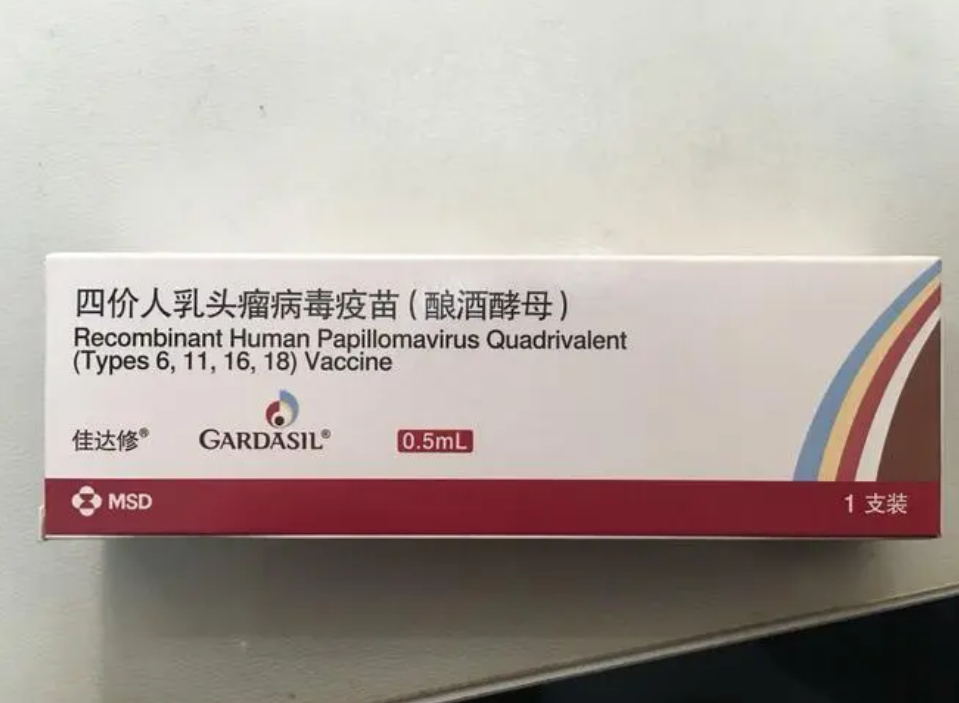 四价人乳头瘤病毒疫苗（酿酒酵母）
Recombinant Human Papillomavirus Quadrivalent
(Types 6, 11, 16, 18) Vaccine
佳达修® GARDASIL® 0.5mL
MSD 1 支装